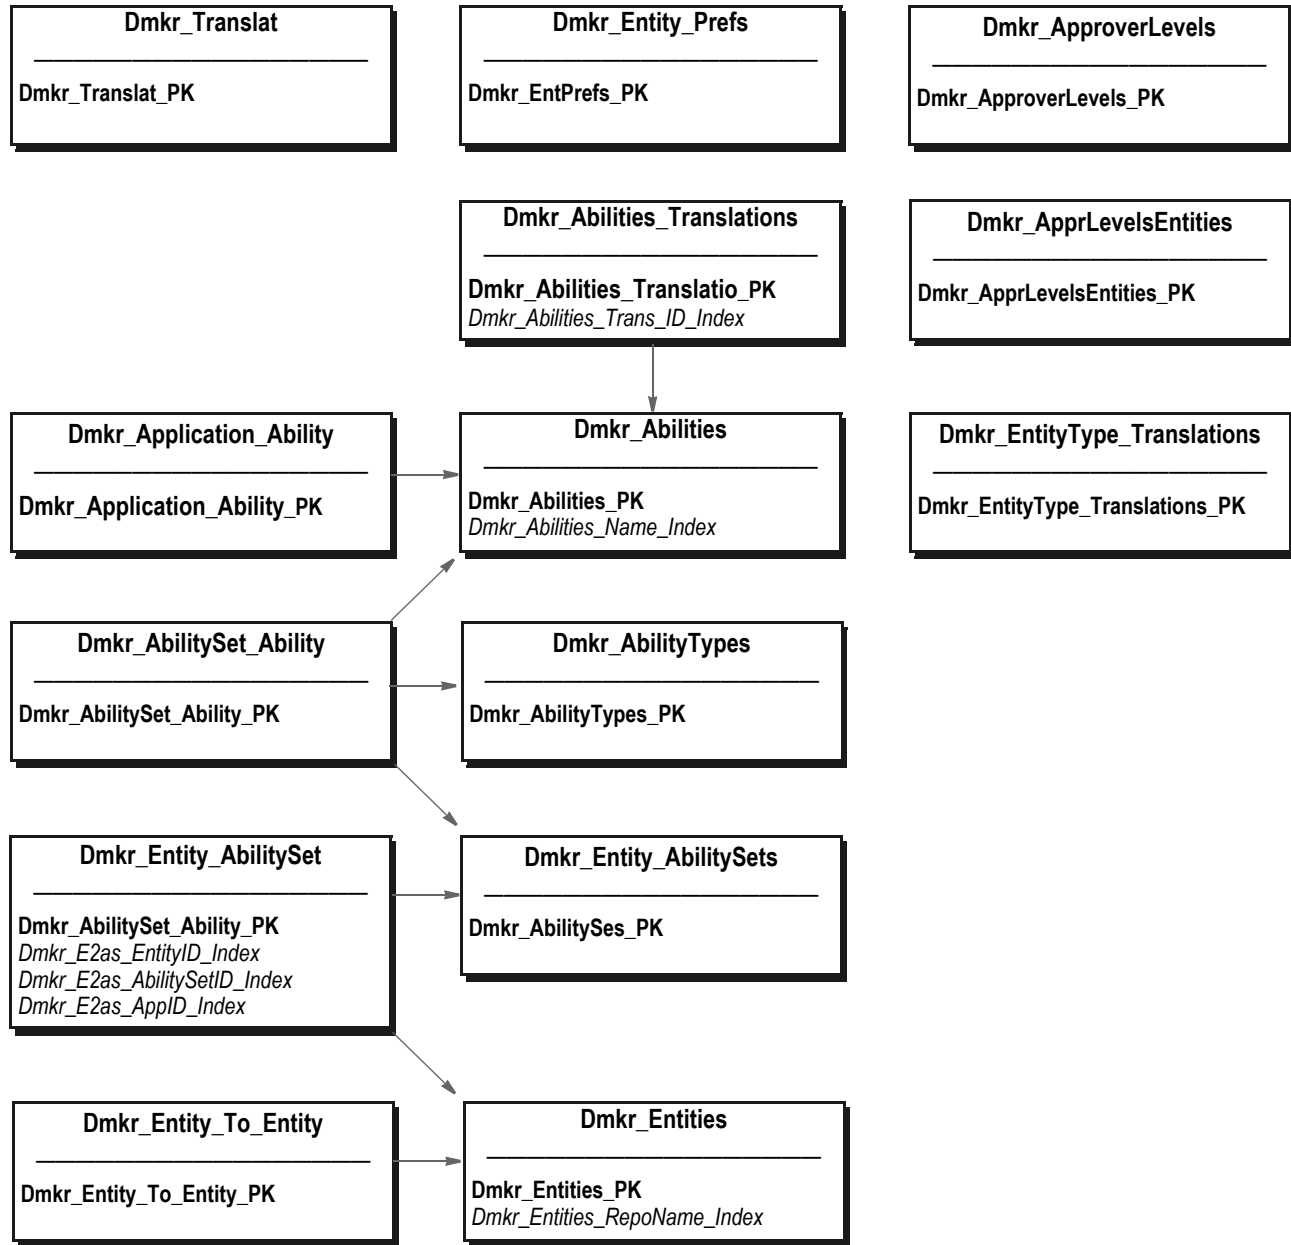 Dmkr_Translat
Dmkr_Translat_PK
Dmkr_Entity_Prefs
Dmkr_EntPrefs_PK
Dmkr_ApproverLevels
Dmkr_ApproverLevels_PK
Dmkr_Abilities_Translations
Dmkr_Abilities_Translatio_PK
Dmkr_Abilities_Trans_ID_Index
Dmkr_ApprLevelsEntities
Dmkr_ApprLevelsEntities_PK
Dmkr_Application_Ability
Dmkr_Application_Ability_PK
Dmkr_Abilities
Dmkr_Abilities_PK
Dmkr_Abilities_Name_Index
Dmkr_EntityType_Translations
Dmkr_EntityType_Translations_PK
Dmkr_AbilitySet_Ability
Dmkr_AbilitySet_Ability_PK
Dmkr_AbilityTypes
Dmkr_AbilityTypes_PK
Dmkr_Entity_AbilitySet
Dmkr_AbilitySet_Ability_PK
Dmkr_E2as_EntityID_Index
Dmkr_E2as_AbilitySetID_Index
Dmkr_E2as_AppID_Index
Dmkr_Entity_AbilitySets
Dmkr_AbilitySes_PK
Dmkr_Entity_To_Entity
Dmkr_Entity_To_Entity_PK
Dmkr_Entities
Dmkr_Entities_PK
Dmkr_Entities_RepoName_Index